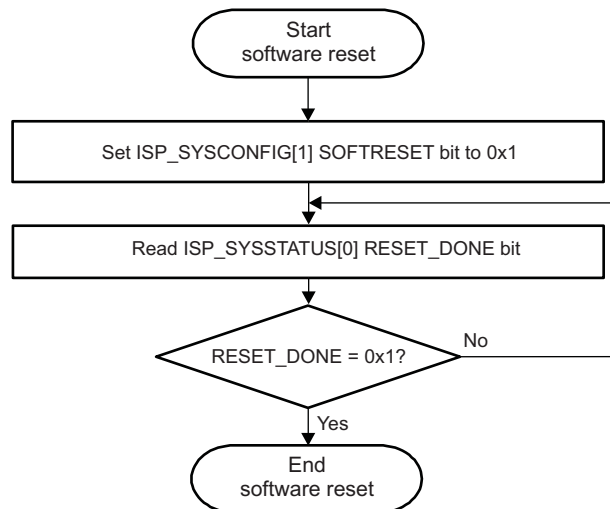 Start
software reset
Set ISP_SYSCONFIG[1] SOFTRESET bit to 0x1
Read ISP_SYSSTATUS[0] RESET_DONE bit
RESET_DONE = 0x1?
No
Yes
End
software reset